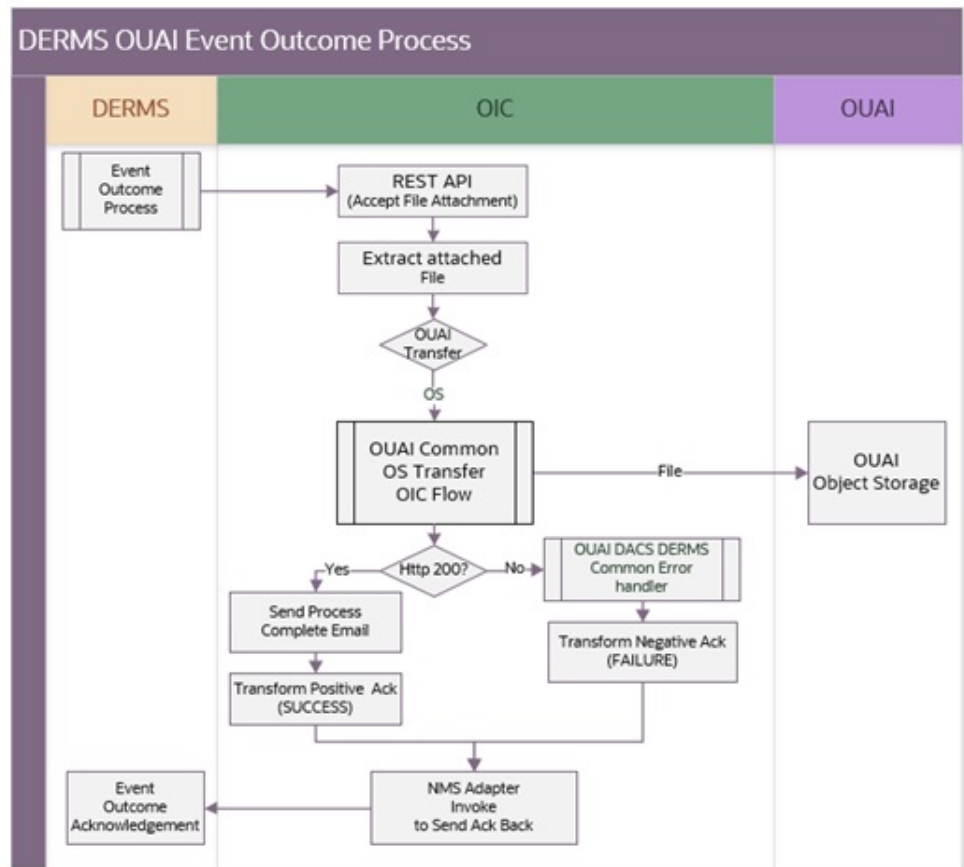 DERMS OUAI Event Outcome Process
DERMS
OIC
OUAI
Event
Outcome
Process
REST API
(Accept File Attachment)
Extract attached
File
OUAI
Transfer
OS
OUAI Common
OS Transfer
OIC Flow
File
OUAI
Object Storage
Http 200?
Yes
No
OUAI DACS DERMS
Common Error
handler
Send Process
Complete Email
Transform Negative Ack
(FAILURE)
Transform Positive Ack
(SUCCESS)
NMS Adapter
Invoke
to Send Ack Back
Event
Outcome
Acknowledgement